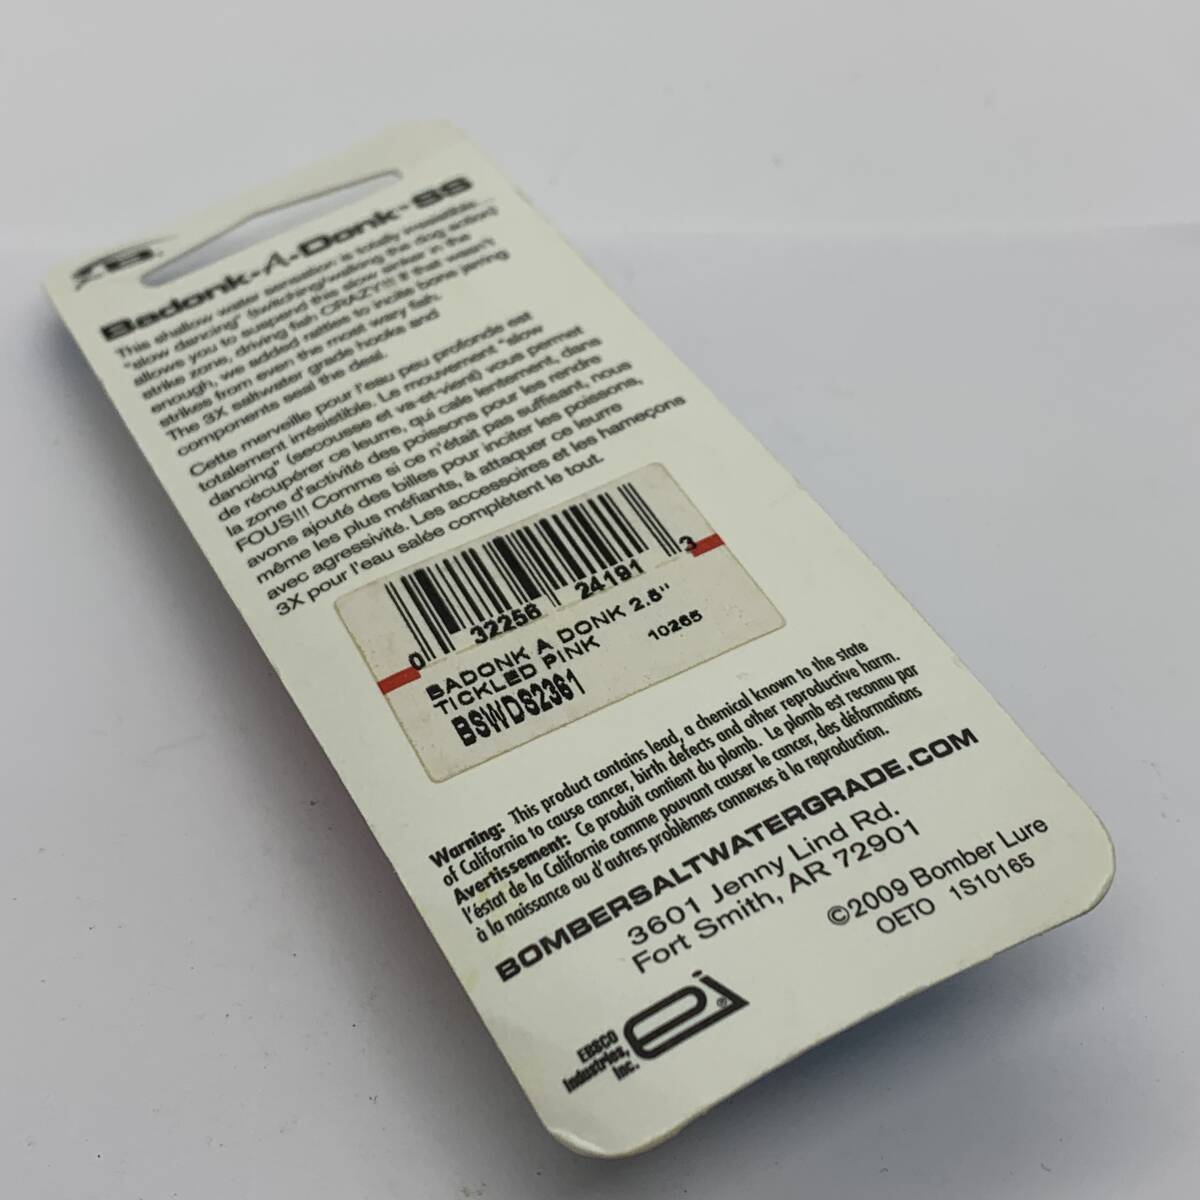 Badonk-A-Donk-SS
This shallow water sensation is totally irresistible.
"slow dancing" (twitching/walking the dog action)
allows you to suspend this slow sinker in the
strike zone, driving fish CRAZY!!! If that wasn't
enough, we added rattles to incite bone jarring
strikes from even the most wary fish.
The 3X saltwater grade hooks and
components seal the deal.
Cette merveille pour l'eau peu profonde est
totalement irrésistible. Le mouvement "slow
dancing" (secousse et va-et-vient) vous permet
de récupérer ce leurre, qui cale lentement, dans
la zone d'activité des poissons pour les rendre
FOUS!!! Comme si ce n'était pas suffisant, nous
avons ajouté des billes pour inciter les poissons,
même les plus méfiants, à attaquer ce leurre
avec agressivité. Les accessoires et les hameçons
3X pour l'eau salée complètent le tout.
0 32256 24191 3
BADONK A DONK 2.5"
TICKLED PINK 10265
BSWDS2361
Warning: This product contains lead, a chemical known to the state
of California to cause cancer, birth defects and other reproductive harm.
Avertissement: Ce produit contient du plomb. Le plomb est reconnu par
l'éstat de la Californie comme pouvant causer le cancer, des déformations
à la naissance ou d'autres problèmes connexes à la reproduction.
BOMBERSALTWATERGRADE.COM
3601 Jenny Lind Rd.
Fort Smith, AR 72901
©2009 Bomber Lure
OETO 1S10165
EBSCO
Industries,
Inc.
ei®